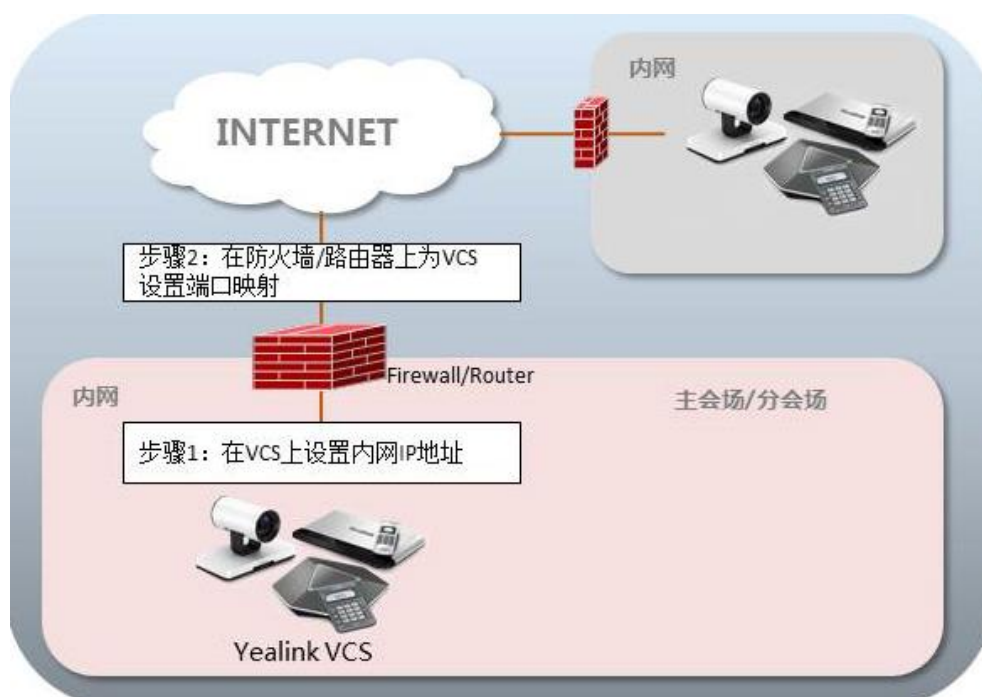 内网
INTERNET
步骤2：在防火墙/路由器上为VCS
设置端口映射
Firewall/Router
内网
主会场/分会场
步骤1：在VCS上设置内网IP地址
Yealink VCS